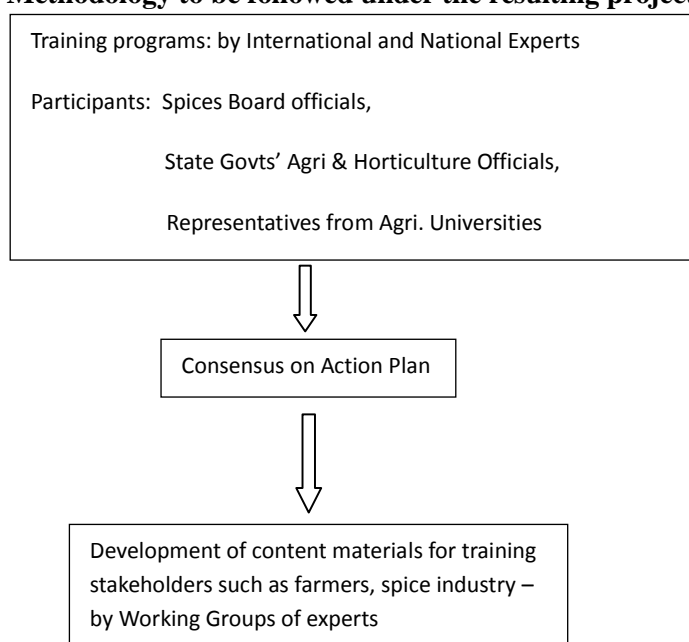 Methodology to be followed under the resulting project
Training programs: by International and National Experts
Participants: Spices Board officials,
State Govts’ Agri & Horticulture Officials,
Representatives from Agri. Universities
Consensus on Action Plan
Development of content materials for training
stakeholders such as farmers, spice industry –
by Working Groups of experts